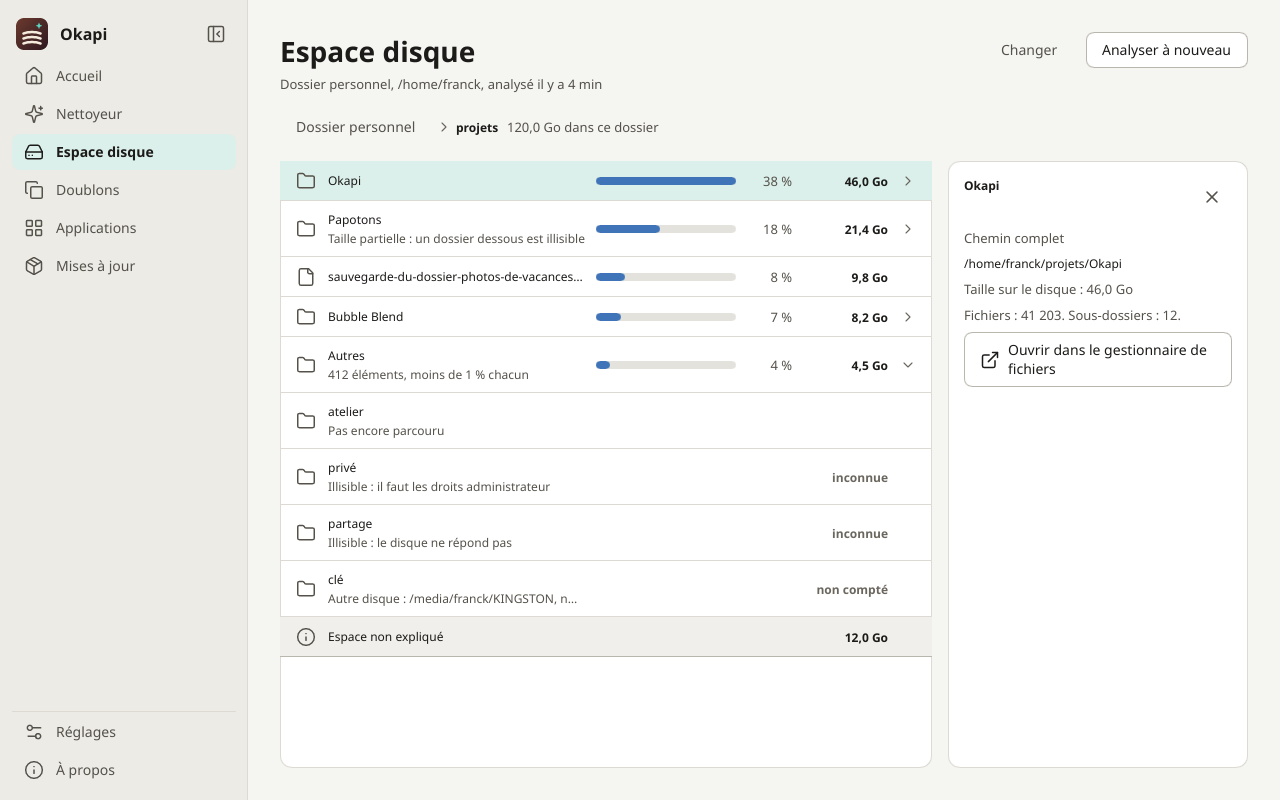 Okapi
Accueil
Nettoyeur
Espace disque
Doublons
Applications
Mises à jour
Réglages
À propos
Espace disque
Dossier personnel, /home/franck, analysé il y a 4 min
Changer
Analyser à nouveau
Dossier personnel
projets 120,0 Go dans ce dossier
Okapi 38 % 46,0 Go
Papotons
Taille partielle : un dossier dessous est illisible
18 % 21,4 Go
sauvegarde-du-dossier-photos-de-vacances… 8 % 9,8 Go
Bubble Blend 7 % 8,2 Go
Autres
412 éléments, moins de 1 % chacun
4 % 4,5 Go
atelier
Pas encore parcouru
privé
Illisible : il faut les droits administrateur
inconnue
partage
Illisible : le disque ne répond pas
inconnue
clé
Autre disque : /media/franck/KINGSTON, n…
non compté
Espace non expliqué 12,0 Go
Okapi
Chemin complet
/home/franck/projets/Okapi
Taille sur le disque : 46,0 Go
Fichiers : 41 203. Sous-dossiers : 12.
Ouvrir dans le gestionnaire de
fichiers